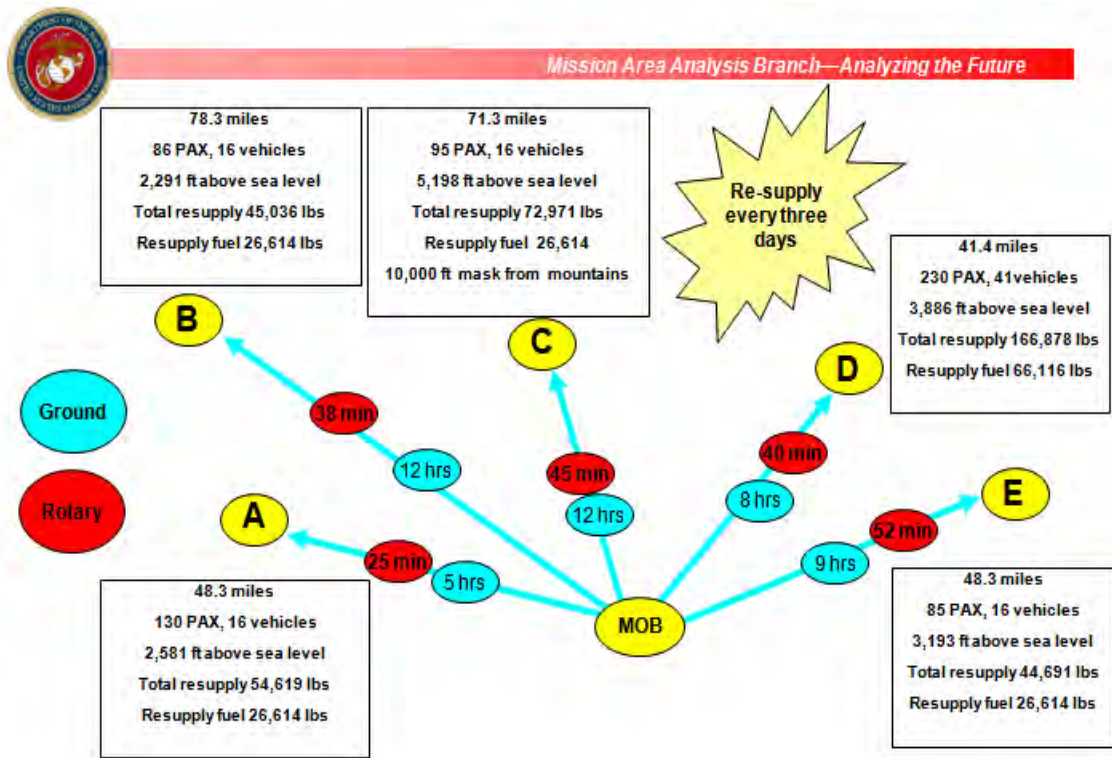 DEPARTMENT OF THE NAVY
UNITED STATES MARINE CORPS
Mission Area Analysis Branch—Analyzing the Future
78.3 miles
86 PAX, 16 vehicles
2,291 ft above sea level
Total resupply 45,036 lbs
Resupply fuel 26,614 lbs
71.3 miles
95 PAX, 16 vehicles
5,198 ft above sea level
Total resupply 72,971 lbs
Resupply fuel 26,614
10,000 ft mask from mountains
Re-supply
every three
days
41.4 miles
230 PAX, 41vehicles
3,886 ft above sea level
Total resupply 166,878 lbs
Resupply fuel 66,116 lbs
B
C
D
Ground
38 min
40 min
12 hrs
45 min
8 hrs
E
Rotary
A
12 hrs
52 min
25 min
5 hrs
9 hrs
MOB
48.3 miles
130 PAX, 16 vehicles
2,581 ft above sea level
Total resupply 54,619 lbs
Resupply fuel 26,614 lbs
48.3 miles
85 PAX, 16 vehicles
3,193 ft above sea level
Total resupply 44,691 lbs
Resupply fuel 26,614 lbs